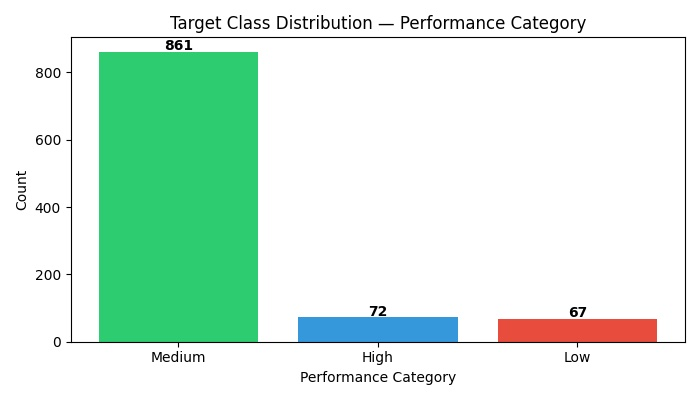 Target Class Distribution — Performance Category
861
800
600
400
200
0
Count
72
67
Medium
High
Low
Performance Category